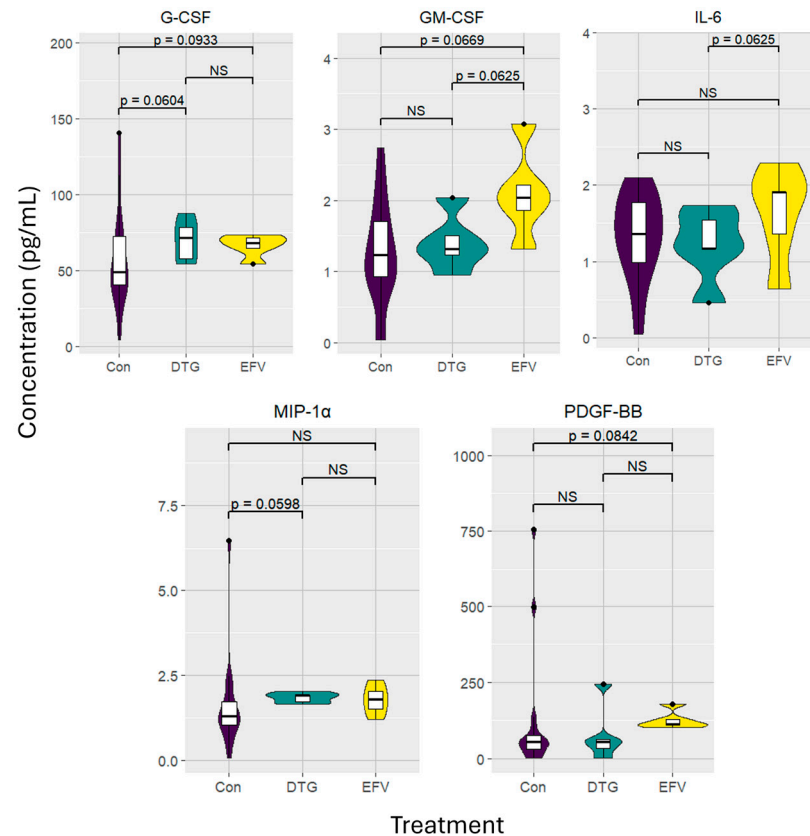 G-CSF
GM-CSF
IL-6
Concentration (pg/mL)
200
150
100
50
0
p = 0.0933
NS
p = 0.0604
Con
DTG
EFV
4
3
2
1
0
p = 0.0669
p = 0.0625
NS
Con
DTG
EFV
4
3
2
1
0
p = 0.0625
NS
NS
Con
DTG
EFV
MIP-1α
PDGF-BB
7.5
5.0
2.5
0.0
NS
NS
p = 0.0598
Con
DTG
EFV
1000
750
500
250
0
p = 0.0842
NS
NS
Con
DTG
EFV
Treatment